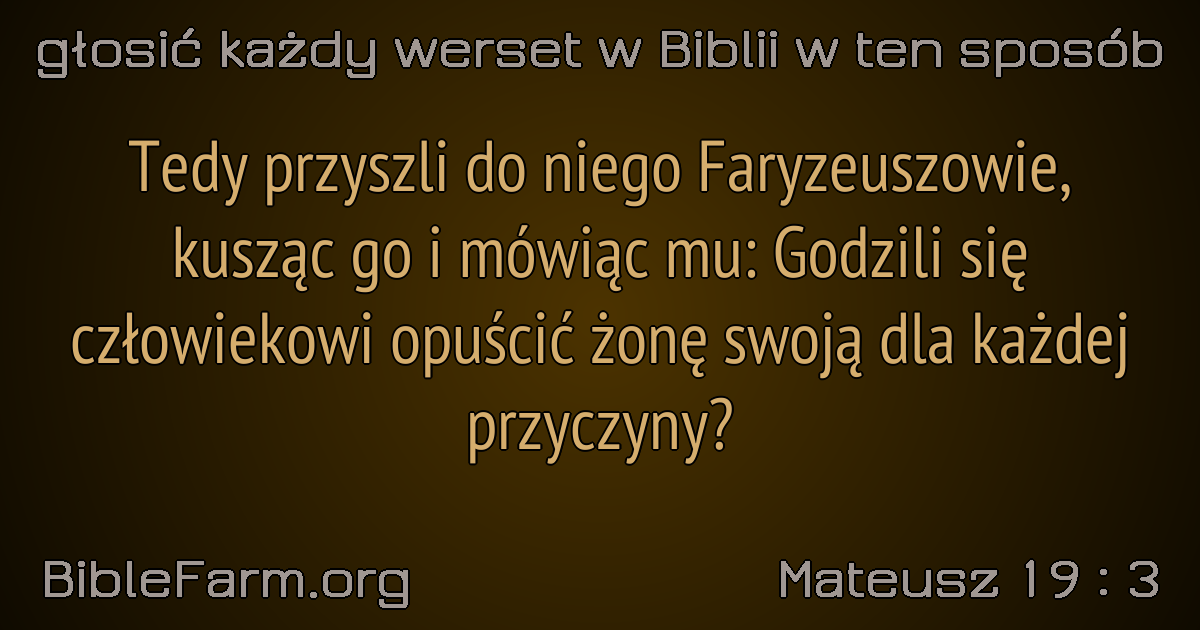 głosić każdy werset w Biblii w ten sposób
Tedy przyszli do niego Faryzeuszowie,
kusząc go i mówiąc mu: Godzili się
człowiekowi opuścić żonę swoją dla każdej
przyczyny?
BibleFarm.org
Mateusz 19 : 3